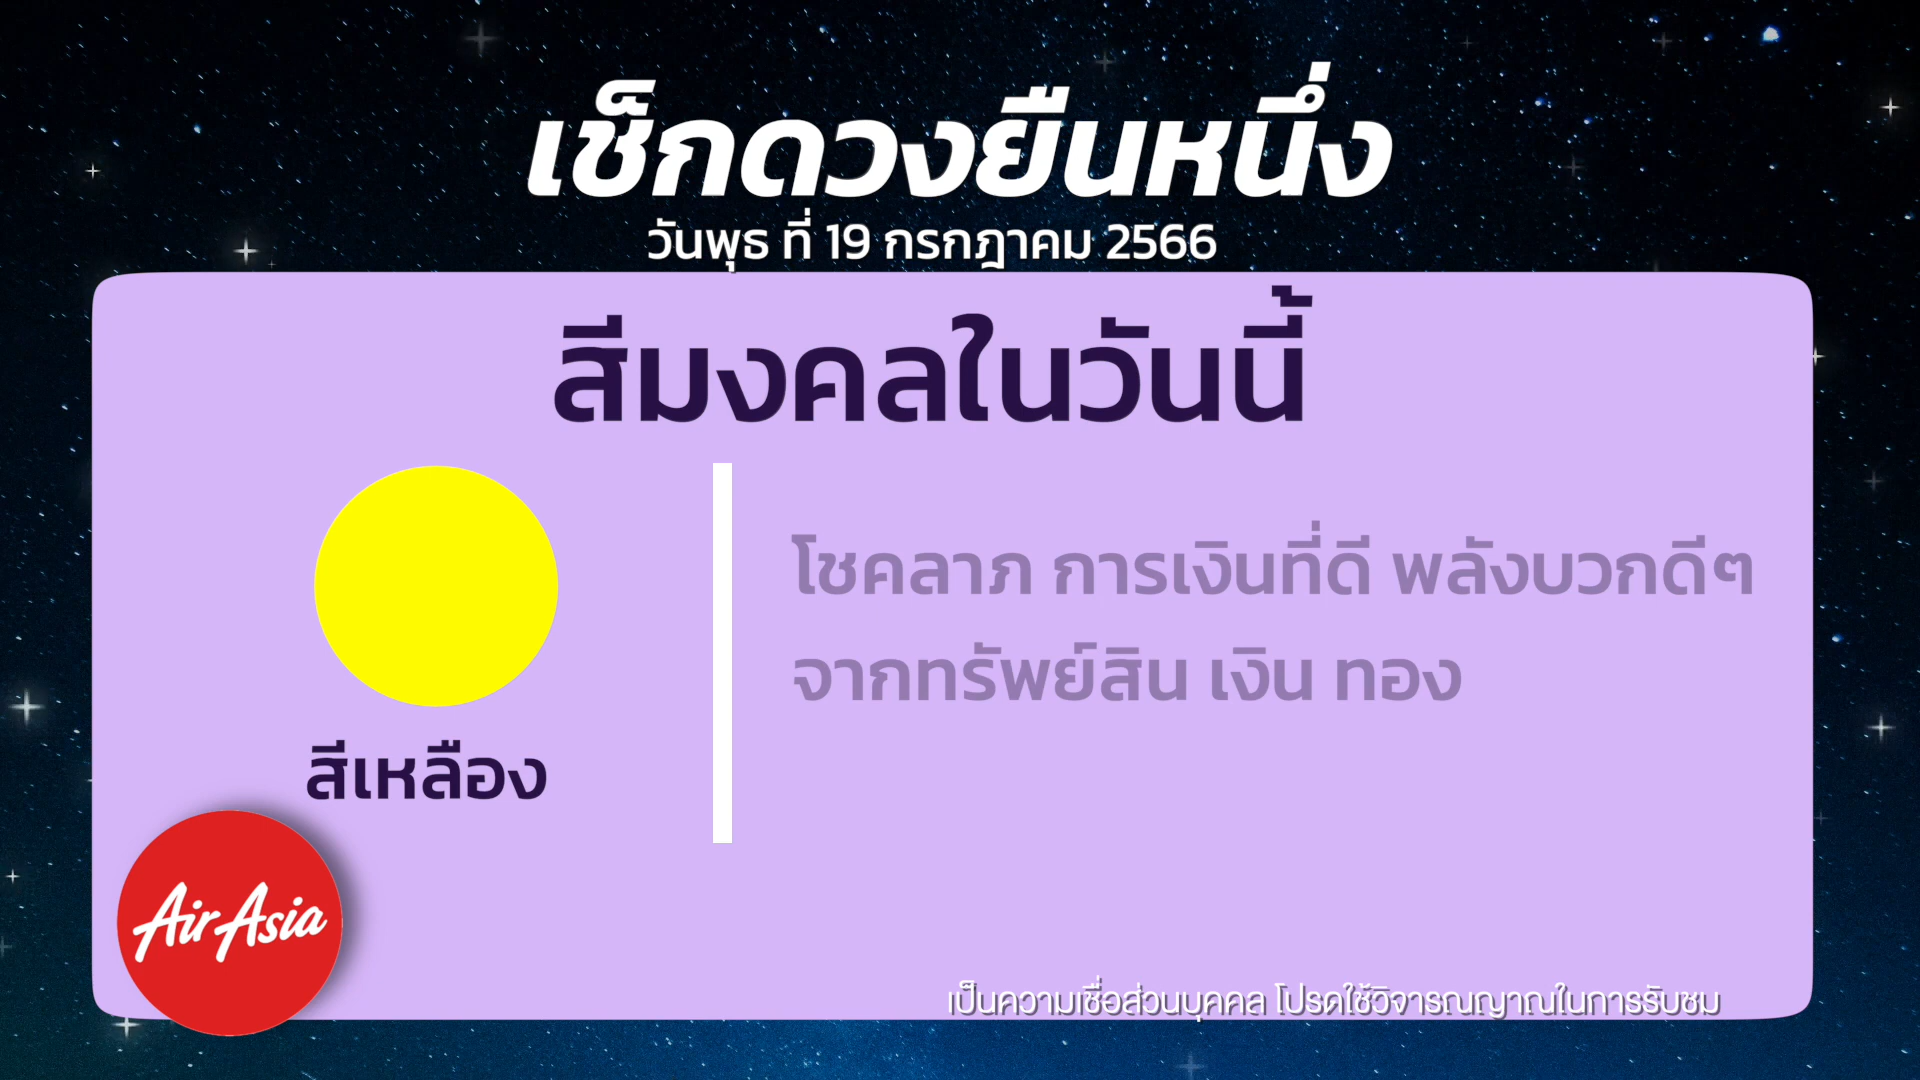 เช็กดวงยืนหนึ่ง
วันพุธ ที่ 19 กรกฎาคม 2566
สีมงคลในวันนี้
สีเหลือง
โชคลาภ การเงินที่ดี พลังบวกดีๆ
จากทรัพย์สิน เงิน ทอง
AirAsia
เป็นความเชื่อส่วนบุคคล โปรดใช้วิจารณญาณในการรับชม